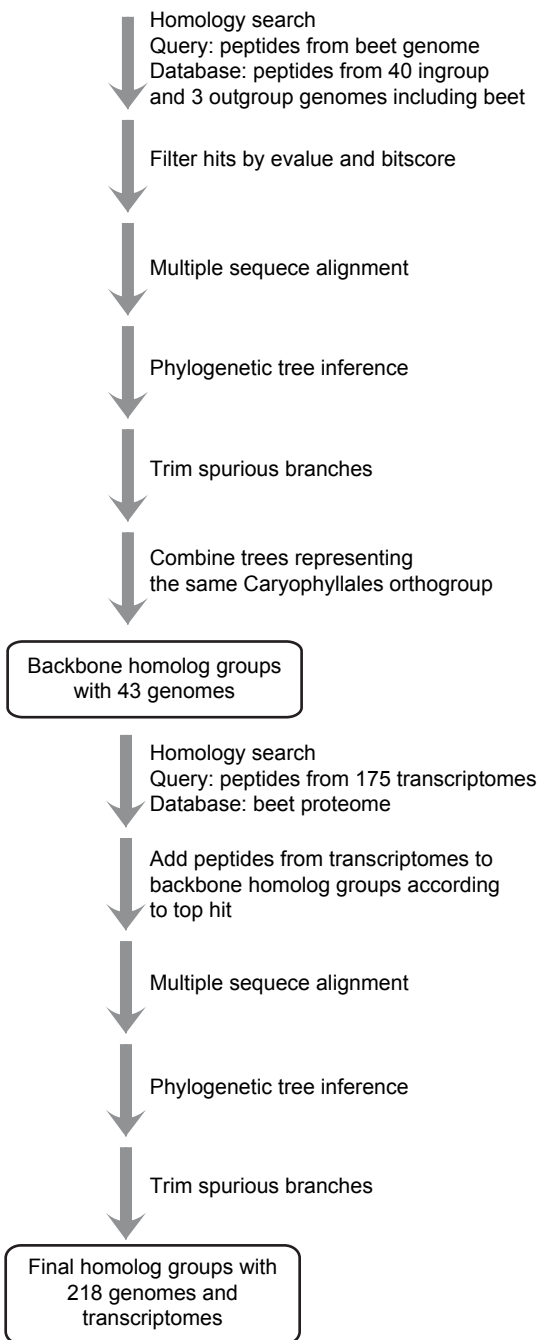 Homology search
Query: peptides from beet genome
Database: peptides from 40 ingroup
and 3 outgroup genomes including beet
Filter hits by evalue and bitscore
Multiple sequece alignment
Phylogenetic tree inference
Trim spurious branches
Combine trees representing
the same Caryophyllales orthogroup
Backbone homolog groups
with 43 genomes
Homology search
Query: peptides from 175 transcriptomes
Database: beet proteome
Add peptides from transcriptomes to
backbone homolog groups according
to top hit
Multiple sequece alignment
Phylogenetic tree inference
Trim spurious branches
Final homolog groups with
218 genomes and
transcriptomes